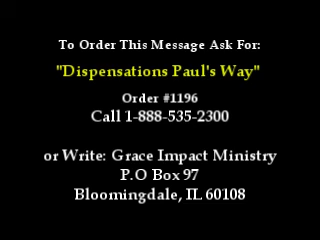 To Order This Message Ask For:
"Dispensations Paul's Way"
Order #1196
Call 1-888-535-2300
or Write: Grace Impact Ministry
P.O Box 97
Bloomingdale, IL 60108